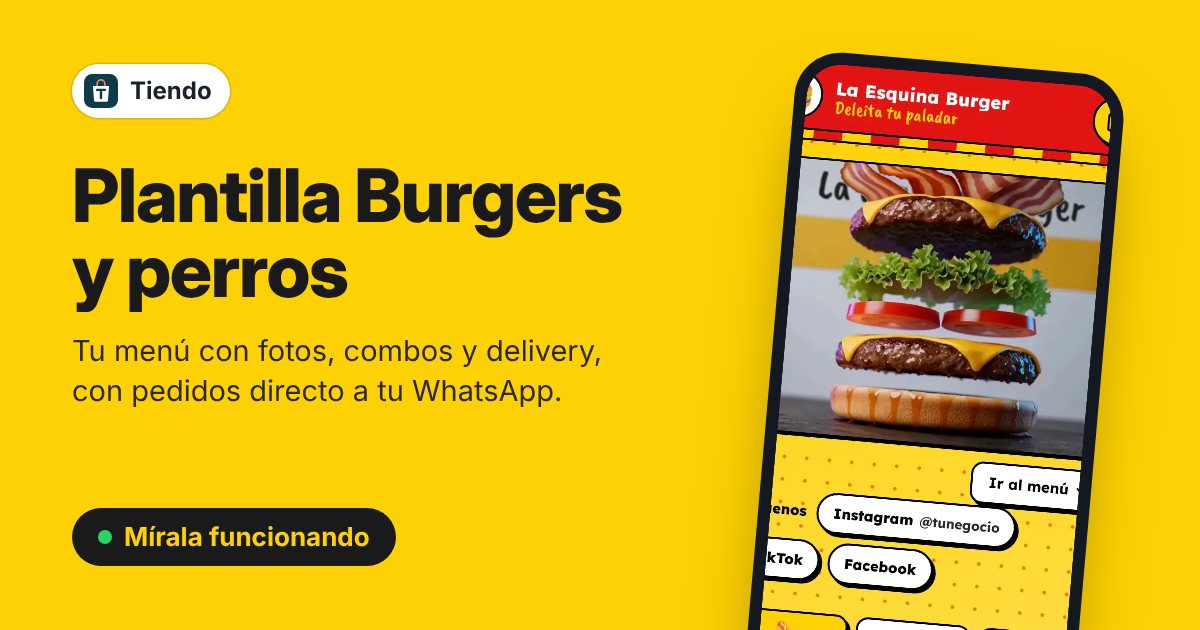 Tiendo
Plantilla Burgers
y perros
Tu menú con fotos, combos y delivery,
con pedidos directo a tu WhatsApp.
Mírala funcionando
La Esquina Burger
Deleita tu paladar
La
Ir al menú
Instagram @tunegocio
Facebook